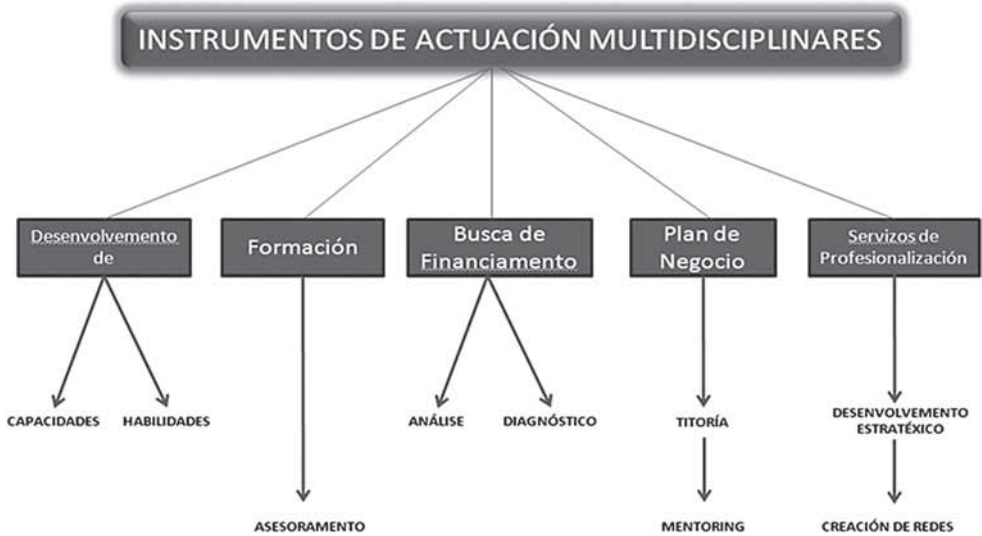 INSTRUMENTOS DE ACTUACIÓN MULTIDISCIPLINARES
Desenvolvemento
de
Formación
Busca de
Financiamento
Plan de
Negocio
Servizos de
Profesionalización
CAPACIDADES
HABILIDADES
ANÁLISE
DIAGNÓSTICO
TITORÍA
DESENVOLVEMENTO
ESTRATÉXICO
ASESORAMENTO
MENTORING
CREACIÓN DE REDES